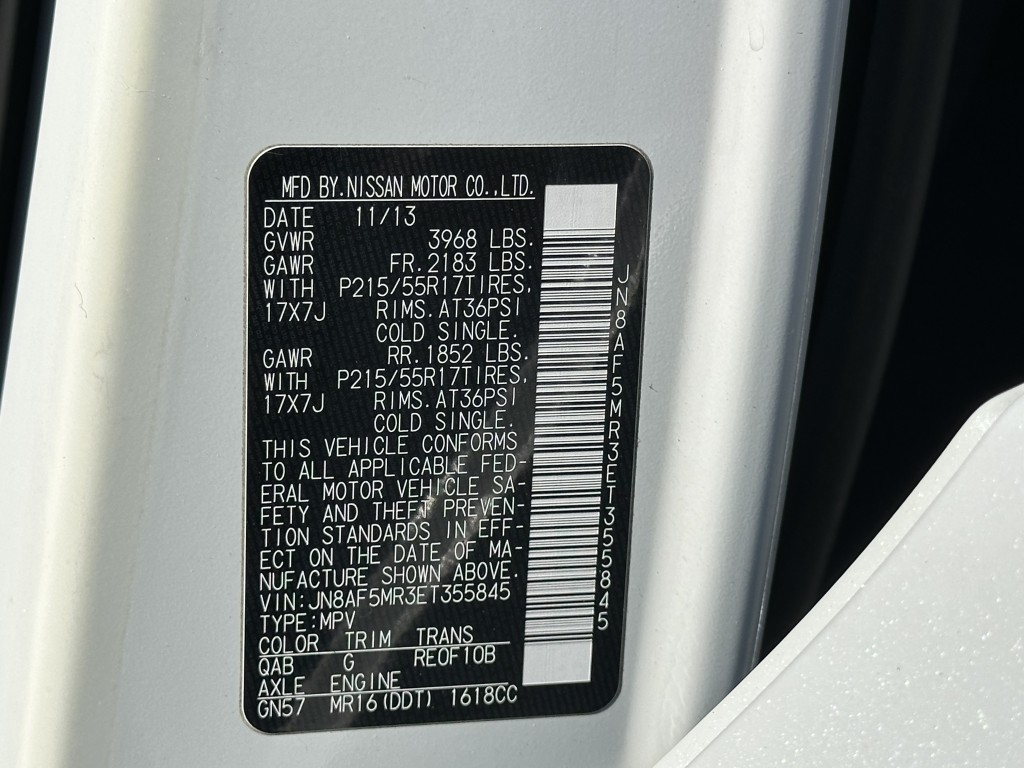 MFD BY.NISSAN MOTOR CO.,LTD.
DATE 11/13
GVWR 3968 LBS.
GAWR FR.2183 LBS.
WITH P215/55R17TIRES,
17X7J RIMS.AT36PSI
COLD SINGLE.
GAWR RR.1852 LBS.
WITH P215/55R17TIRES,
17X7J RIMS.AT36PSI
COLD SINGLE.
THIS VEHICLE CONFORMS
TO ALL APPLICABLE FED-
ERAL MOTOR VEHICLE SA-
FETY AND THEFT PREVEN-
TION STANDARDS IN EFF-
ECT ON THE DATE OF MA-
NUFACTURE SHOWN ABOVE.
VIN:JN8AF5MR3ET355845
TYPE:MPV
COLOR TRIM TRANS
QAB G RE0F10B
AXLE ENGINE
GN57 MR16(DDT) 1618CC
JN8AF5MR3ET355845